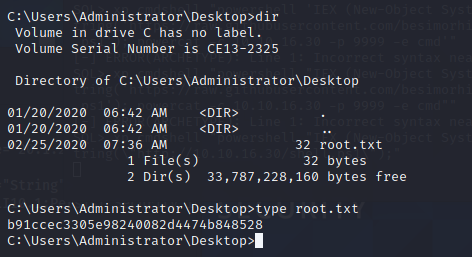 C:\Users\Administrator\Desktop>dir
 Volume in drive C has no label.
 Volume Serial Number is CE13-2325

 Directory of C:\Users\Administrator\Desktop

01/20/2020  06:42 AM    <DIR>          .
01/20/2020  06:42 AM    <DIR>          ..
02/25/2020  07:36 AM                32 root.txt
               1 File(s)             32 bytes
               2 Dir(s)  33,787,228,160 bytes free

C:\Users\Administrator\Desktop>type root.txt
b91ccec3305e98240082d4474b848528
C:\Users\Administrator\Desktop>